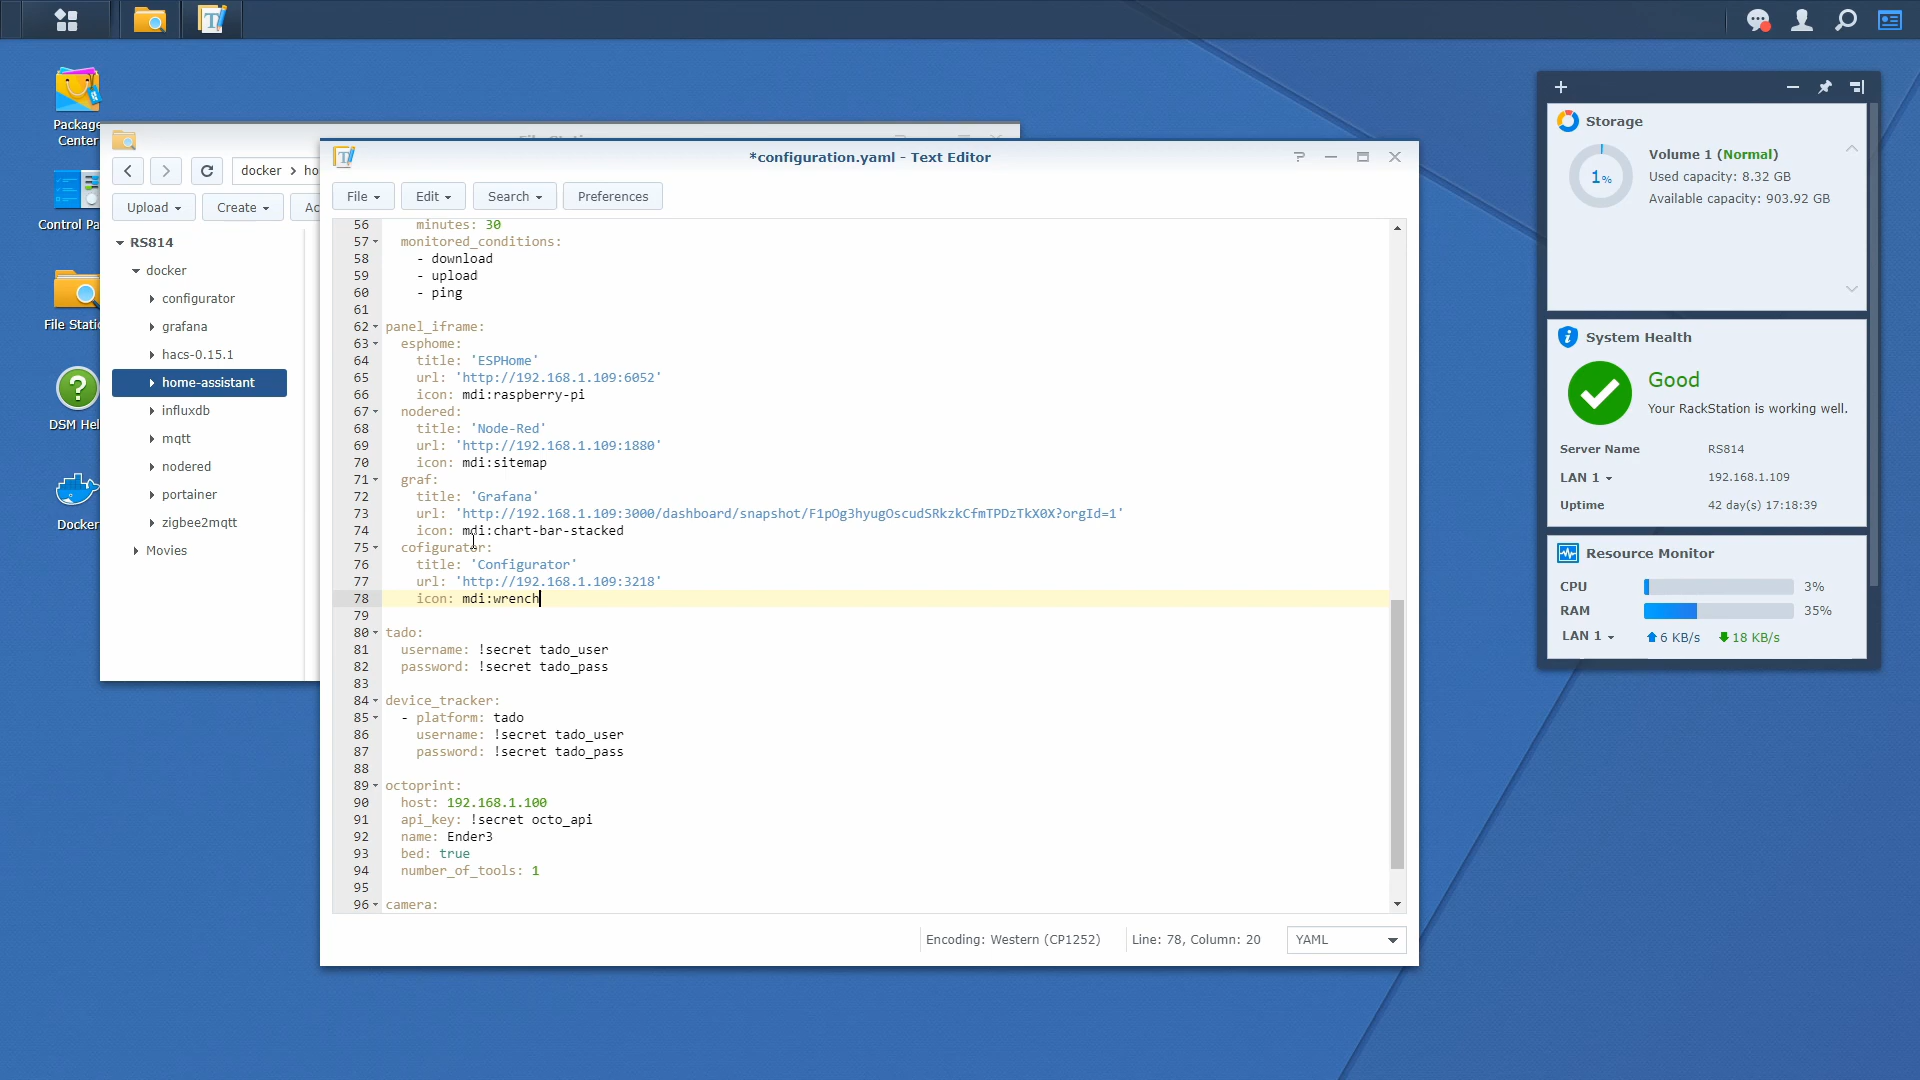 Package
Center
Control Pa
File Statio
DSM Hel
Docker
docker > ho
Upload
Create
Ac
RS814
docker
configurator
grafana
hacs-0.15.1
home-assistant
influxdb
mqtt
nodered
portainer
zigbee2mqtt
Movies
*configuration.yaml - Text Editor
File
Edit
Search
Preferences
56 minutes: 30
57 monitored_conditions:
58 - download
59 - upload
60 - ping
61
62 panel_iframe:
63 esphome:
64 title: 'ESPHome'
65 url: 'http://192.168.1.109:6052'
66 icon: mdi:raspberry-pi
67 nodered:
68 title: 'Node-Red'
69 url: 'http://192.168.1.109:1880'
70 icon: mdi:sitemap
71 graf:
72 title: 'Grafana'
73 url: 'http://192.168.1.109:3000/dashboard/snapshot/F1pOg3hyugOscudSRkzkCfmTPDzTkX0X?orgId=1'
74 icon: mdi:chart-bar-stacked
75 cofigurator:
76 title: 'Configurator'
77 url: 'http://192.168.1.109:3218'
78 icon: mdi:wrench
79
80 tado:
81 username: !secret tado_user
82 password: !secret tado_pass
83
84 device_tracker:
85 - platform: tado
86 username: !secret tado_user
87 password: !secret tado_pass
88
89 octoprint:
90 host: 192.168.1.100
91 api_key: !secret octo_api
92 name: Ender3
93 bed: true
94 number_of_tools: 1
95
96 camera:
Encoding: Western (CP1252)
Line: 78, Column: 20
YAML
Storage
1%
Volume 1 (Normal)
Used capacity: 8.32 GB
Available capacity: 903.92 GB
System Health
Good
Your RackStation is working well.
Server Name RS814
LAN 1 192.168.1.109
Uptime 42 day(s) 17:18:39
Resource Monitor
CPU 3%
RAM 35%
LAN 1 6 KB/s 18 KB/s